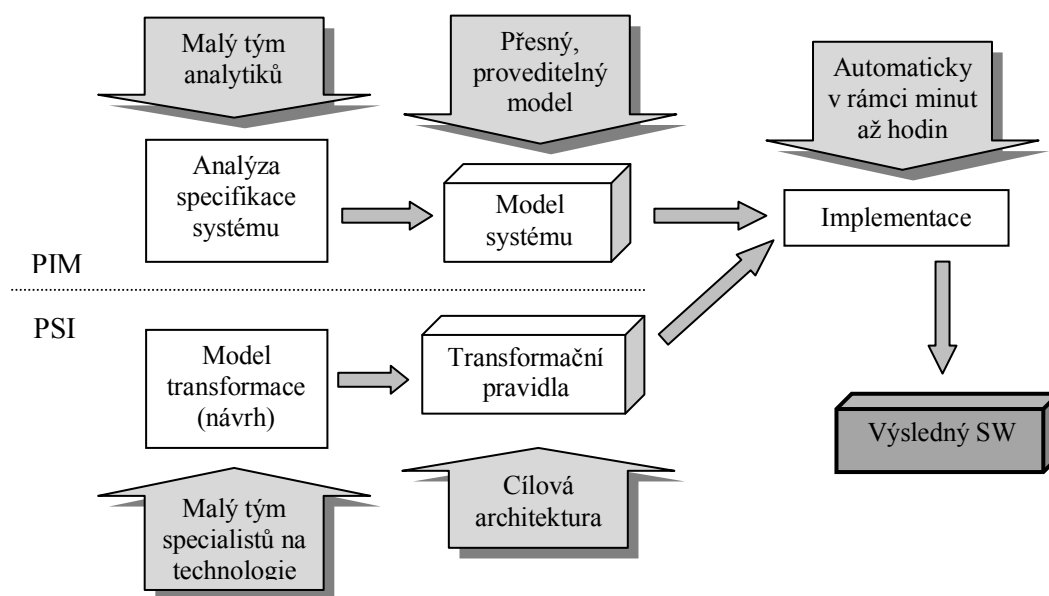 Malý tým
analytiků
Přesný,
proveditelný
model
Automaticky
v rámci minut
až hodin
Analýza
specifikace
systému
Model
systému
Implementace
PIM
PSI
Model
transformace
(návrh)
Transformační
pravidla
Výsledný SW
Malý tým
specialistů na
technologie
Cílová
architektura